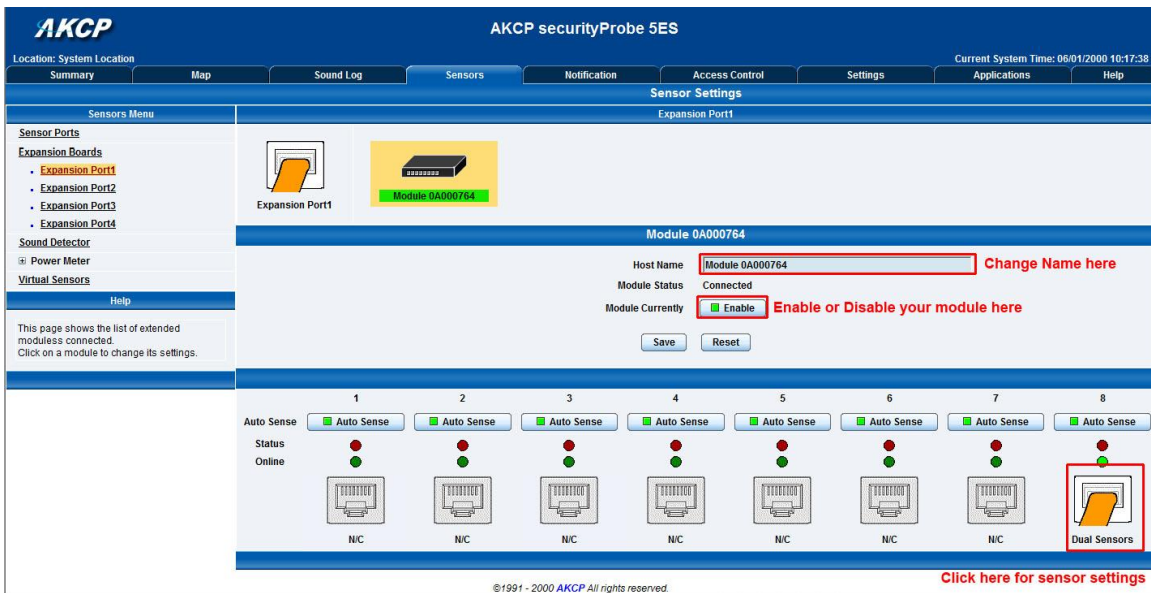 AKCP
AKCP securityProbe 5ES
Location: System Location
Current System Time: 06/01/2000 10:17:38
Summary Map Sound Log Sensors Notification Access Control Settings Applications Help
Sensor Settings
Sensors Menu
Expansion Port1
Sensor Ports
Expansion Boards
Expansion Port1
Expansion Port2
Expansion Port3
Expansion Port4
Sound Detector
Power Meter
Virtual Sensors
Help
This page shows the list of extended
moduless connected.
Click on a module to change its settings.
Expansion Port1
Module 0A000764
Module 0A000764
Host Name Module 0A000764 Change Name here
Module Status Connected
Module Currently Enable Enable or Disable your module here
Save Reset
1 2 3 4 5 6 7 8
Auto Sense Auto Sense Auto Sense Auto Sense Auto Sense Auto Sense Auto Sense Auto Sense Auto Sense
Status
Online
N/C N/C N/C N/C N/C N/C N/C Dual Sensors
Click here for sensor settings
©1991 - 2000 AKCP All rights reserved.